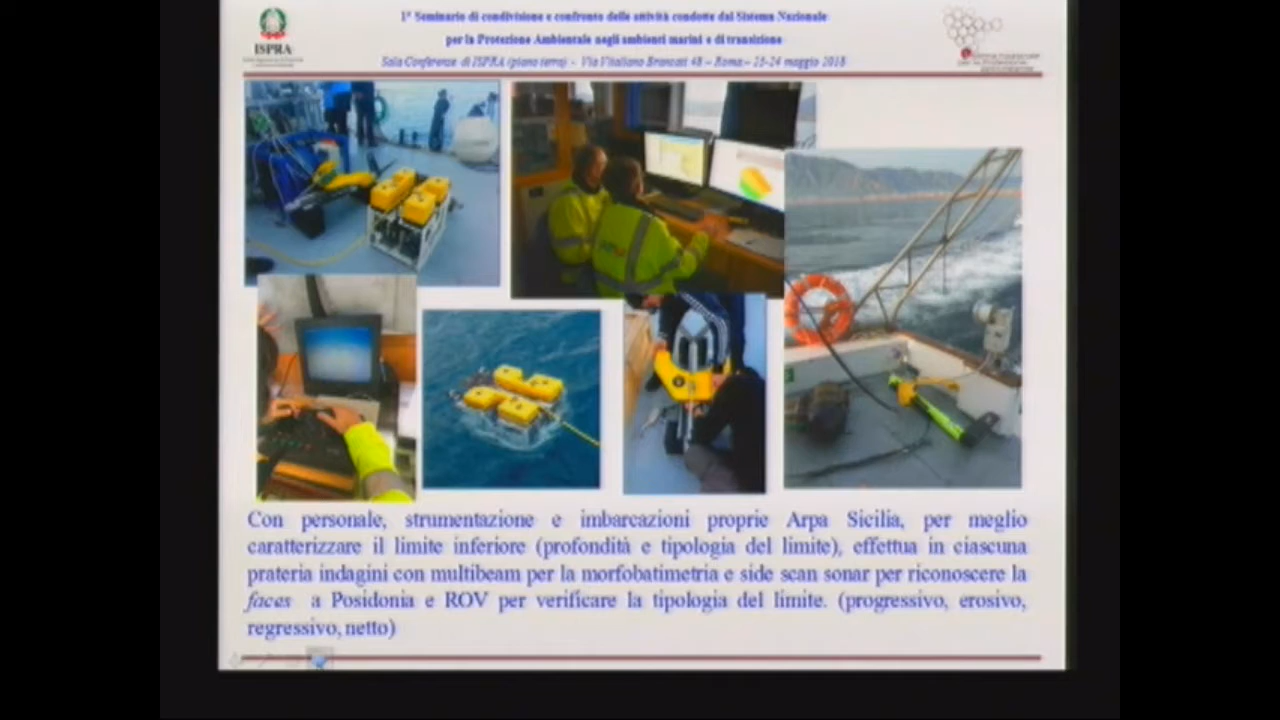 1° Seminario di condivisione e confronto delle attività condotte dal Sistema Nazionale
per la Protezione Ambientale negli ambienti marini e di transizione
Sala Conferenze di ISPRA (piano terra) - Via Vitaliano Brancati 48 – Roma – 23-24 maggio 2018
ISPRA
Con personale, strumentazione e imbarcazioni proprie Arpa Sicilia, per meglio
caratterizzare il limite inferiore (profondità e tipologia del limite), effettua in ciascuna
prateria indagini con multibeam per la morfobatimetria e side scan sonar per riconoscere la
faces a Posidonia e ROV per verificare la tipologia del limite. (progressivo, erosivo,
regressivo, netto)